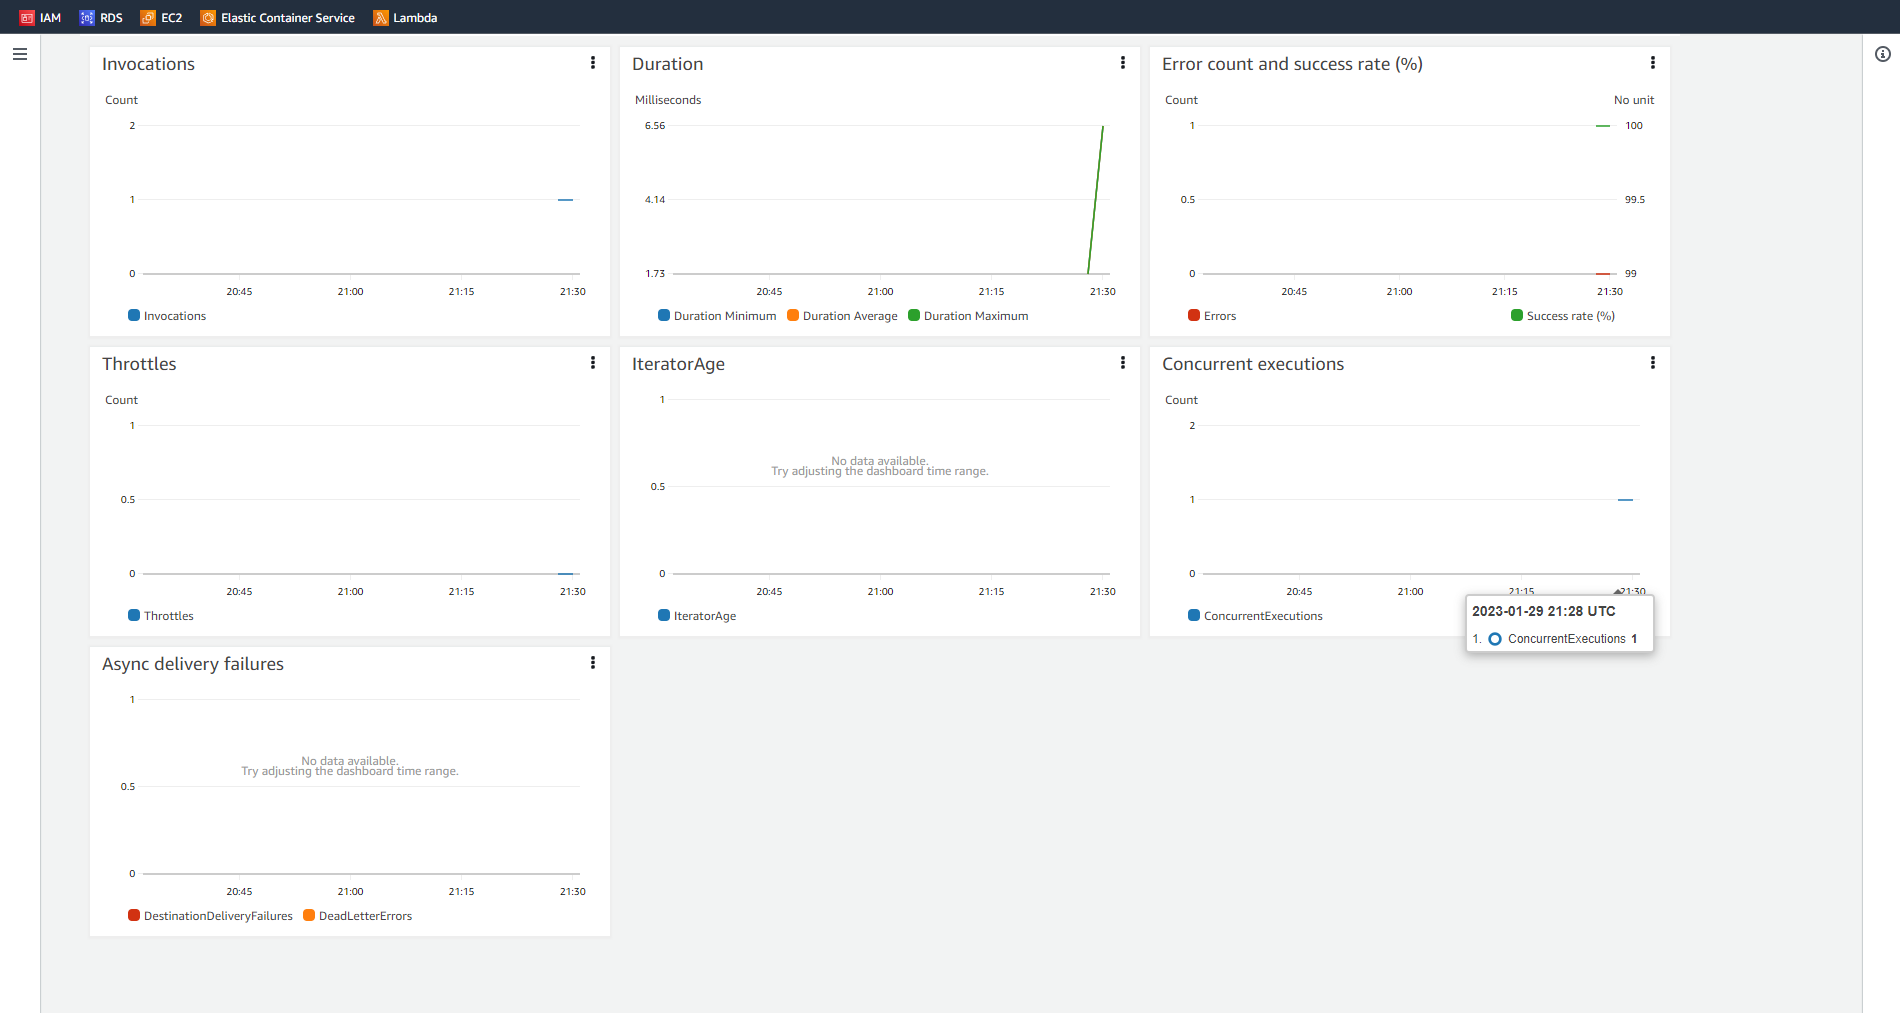 IAM RDS EC2 Elastic Container Service Lambda
Invocations
Count
2
1
0
20:45 21:00 21:15 21:30
Invocations
Duration
Milliseconds
6.56
4.14
1.73
20:45 21:00 21:15 21:30
Duration Minimum Duration Average Duration Maximum
Error count and success rate (%)
Count No unit
1 100
0.5 99.5
0 99
20:45 21:00 21:15 21:30
Errors Success rate (%)
Throttles
Count
1
0.5
0
20:45 21:00 21:15 21:30
Throttles
IteratorAge
1
No data available.
Try adjusting the dashboard time range.
0.5
0
20:45 21:00 21:15 21:30
IteratorAge
Concurrent executions
Count
2
1
0
20:45 21:00 21:15 21:30
ConcurrentExecutions
2023-01-29 21:28 UTC
1. ConcurrentExecutions 1
Async delivery failures
1
No data available.
Try adjusting the dashboard time range.
0.5
0
20:45 21:00 21:15 21:30
DestinationDeliveryFailures DeadLetterErrors